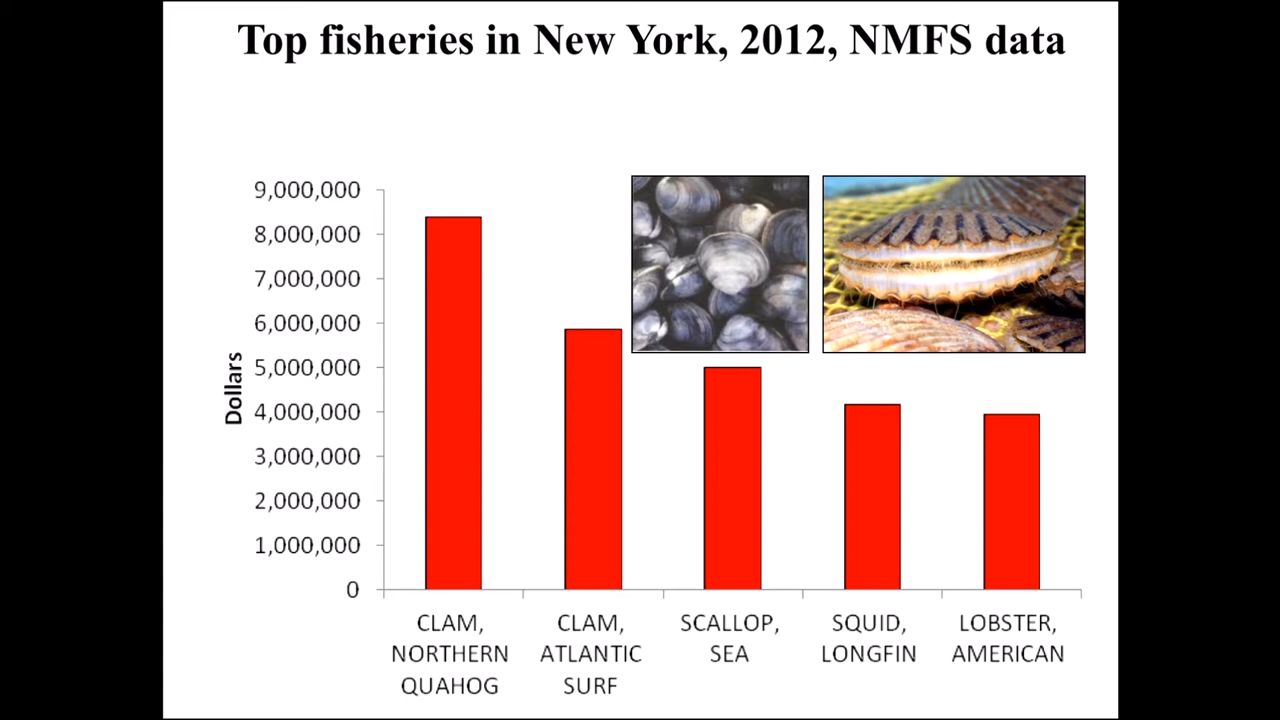 Top fisheries in New York, 2012, NMFS data
Dollars
9,000,000
8,000,000
7,000,000
6,000,000
5,000,000
4,000,000
3,000,000
2,000,000
1,000,000
0
CLAM,
NORTHERN
QUAHOG
CLAM,
ATLANTIC
SURF
SCALLOP,
SEA
SQUID,
LONGFIN
LOBSTER,
AMERICAN